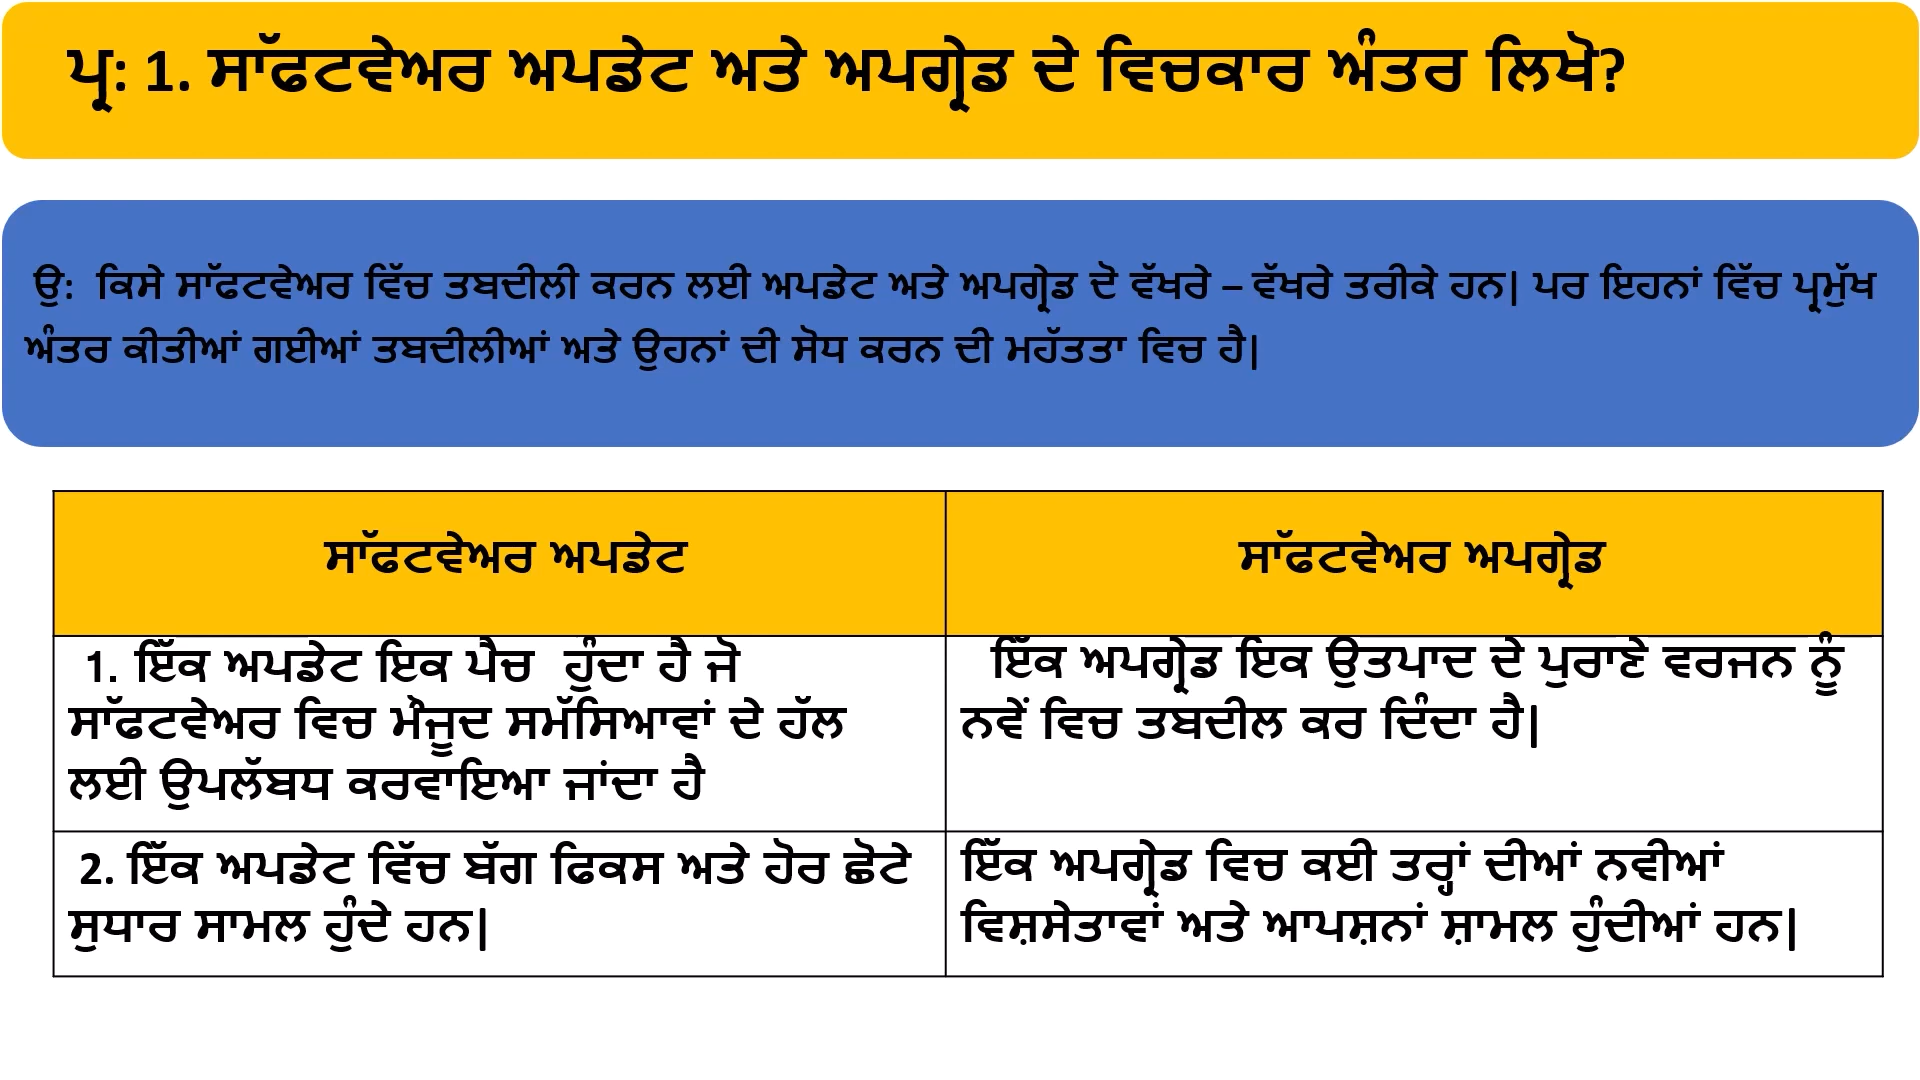 ਪ੍ਰ: 1. ਸਾੱਫਟਵੇਅਰ ਅਪਡੇਟ ਅਤੇ ਅਪਗ੍ਰੇਡ ਦੇ ਵਿਚਕਾਰ ਅੰਤਰ ਲਿਖੋ?
ਉ: ਕਿਸੇ ਸਾੱਫਟਵੇਅਰ ਵਿੱਚ ਤਬਦੀਲੀ ਕਰਨ ਲਈ ਅਪਡੇਟ ਅਤੇ ਅਪਗ੍ਰੇਡ ਦੋ ਵੱਖਰੇ – ਵੱਖਰੇ ਤਰੀਕੇ ਹਨ| ਪਰ ਇਹਨਾਂ ਵਿੱਚ ਪ੍ਰਮੁੱਖ
ਅੰਤਰ ਕੀਤੀਆਂ ਗਈਆਂ ਤਬਦੀਲੀਆਂ ਅਤੇ ਉਹਨਾਂ ਦੀ ਸੋਧ ਕਰਨ ਦੀ ਮਹੱਤਤਾ ਵਿਚ ਹੈ|
ਸਾੱਫਟਵੇਅਰ ਅਪਡੇਟ
ਸਾੱਫਟਵੇਅਰ ਅਪਗ੍ਰੇਡ
1. ਇੱਕ ਅਪਡੇਟ ਇਕ ਪੈਚ ਹੁੰਦਾ ਹੈ ਜੋ
ਸਾੱਫਟਵੇਅਰ ਵਿਚ ਮੌਜੂਦ ਸਮੱਸਿਆਵਾਂ ਦੇ ਹੱਲ
ਲਈ ਉਪਲੱਬਧ ਕਰਵਾਇਆ ਜਾਂਦਾ ਹੈ
ਇੱਕ ਅਪਗ੍ਰੇਡ ਇਕ ਉਤਪਾਦ ਦੇ ਪੁਰਾਣੇ ਵਰਜਨ ਨੂੰ
ਨਵੇਂ ਵਿਚ ਤਬਦੀਲ ਕਰ ਦਿੰਦਾ ਹੈ|
2. ਇੱਕ ਅਪਡੇਟ ਵਿੱਚ ਬੱਗ ਫਿਕਸ ਅਤੇ ਹੋਰ ਛੋਟੇ
ਸੁਧਾਰ ਸਾਮਲ ਹੁੰਦੇ ਹਨ|
ਇੱਕ ਅਪਗ੍ਰੇਡ ਵਿਚ ਕਈ ਤਰ੍ਹਾਂ ਦੀਆਂ ਨਵੀਆਂ
ਵਿਸ਼ਸੇਤਾਵਾਂ ਅਤੇ ਆਪਸ਼ਨਾਂ ਸ਼ਾਮਲ ਹੁੰਦੀਆਂ ਹਨ|